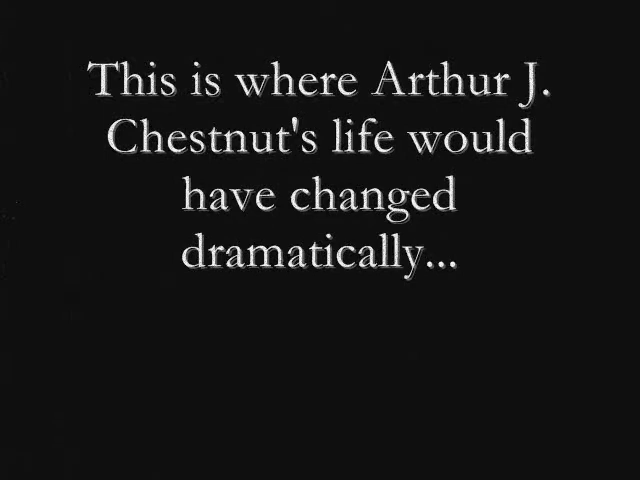 This is where Arthur J.
Chestnut's life would
have changed
dramatically...